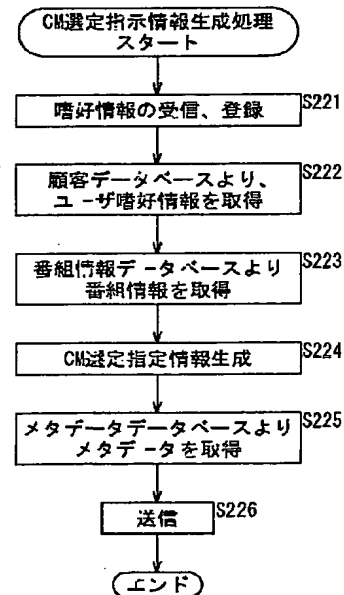 CM選定指示情報生成処理
スタート
嗜好情報の受信、登録
S221
顧客データベースより、
ユーザ嗜好情報を取得
S222
番組情報データベースより
番組情報を取得
S223
CM選定指定情報生成
S224
メタデータデータベースより
メタデータを取得
S225
送信
S226
エンド